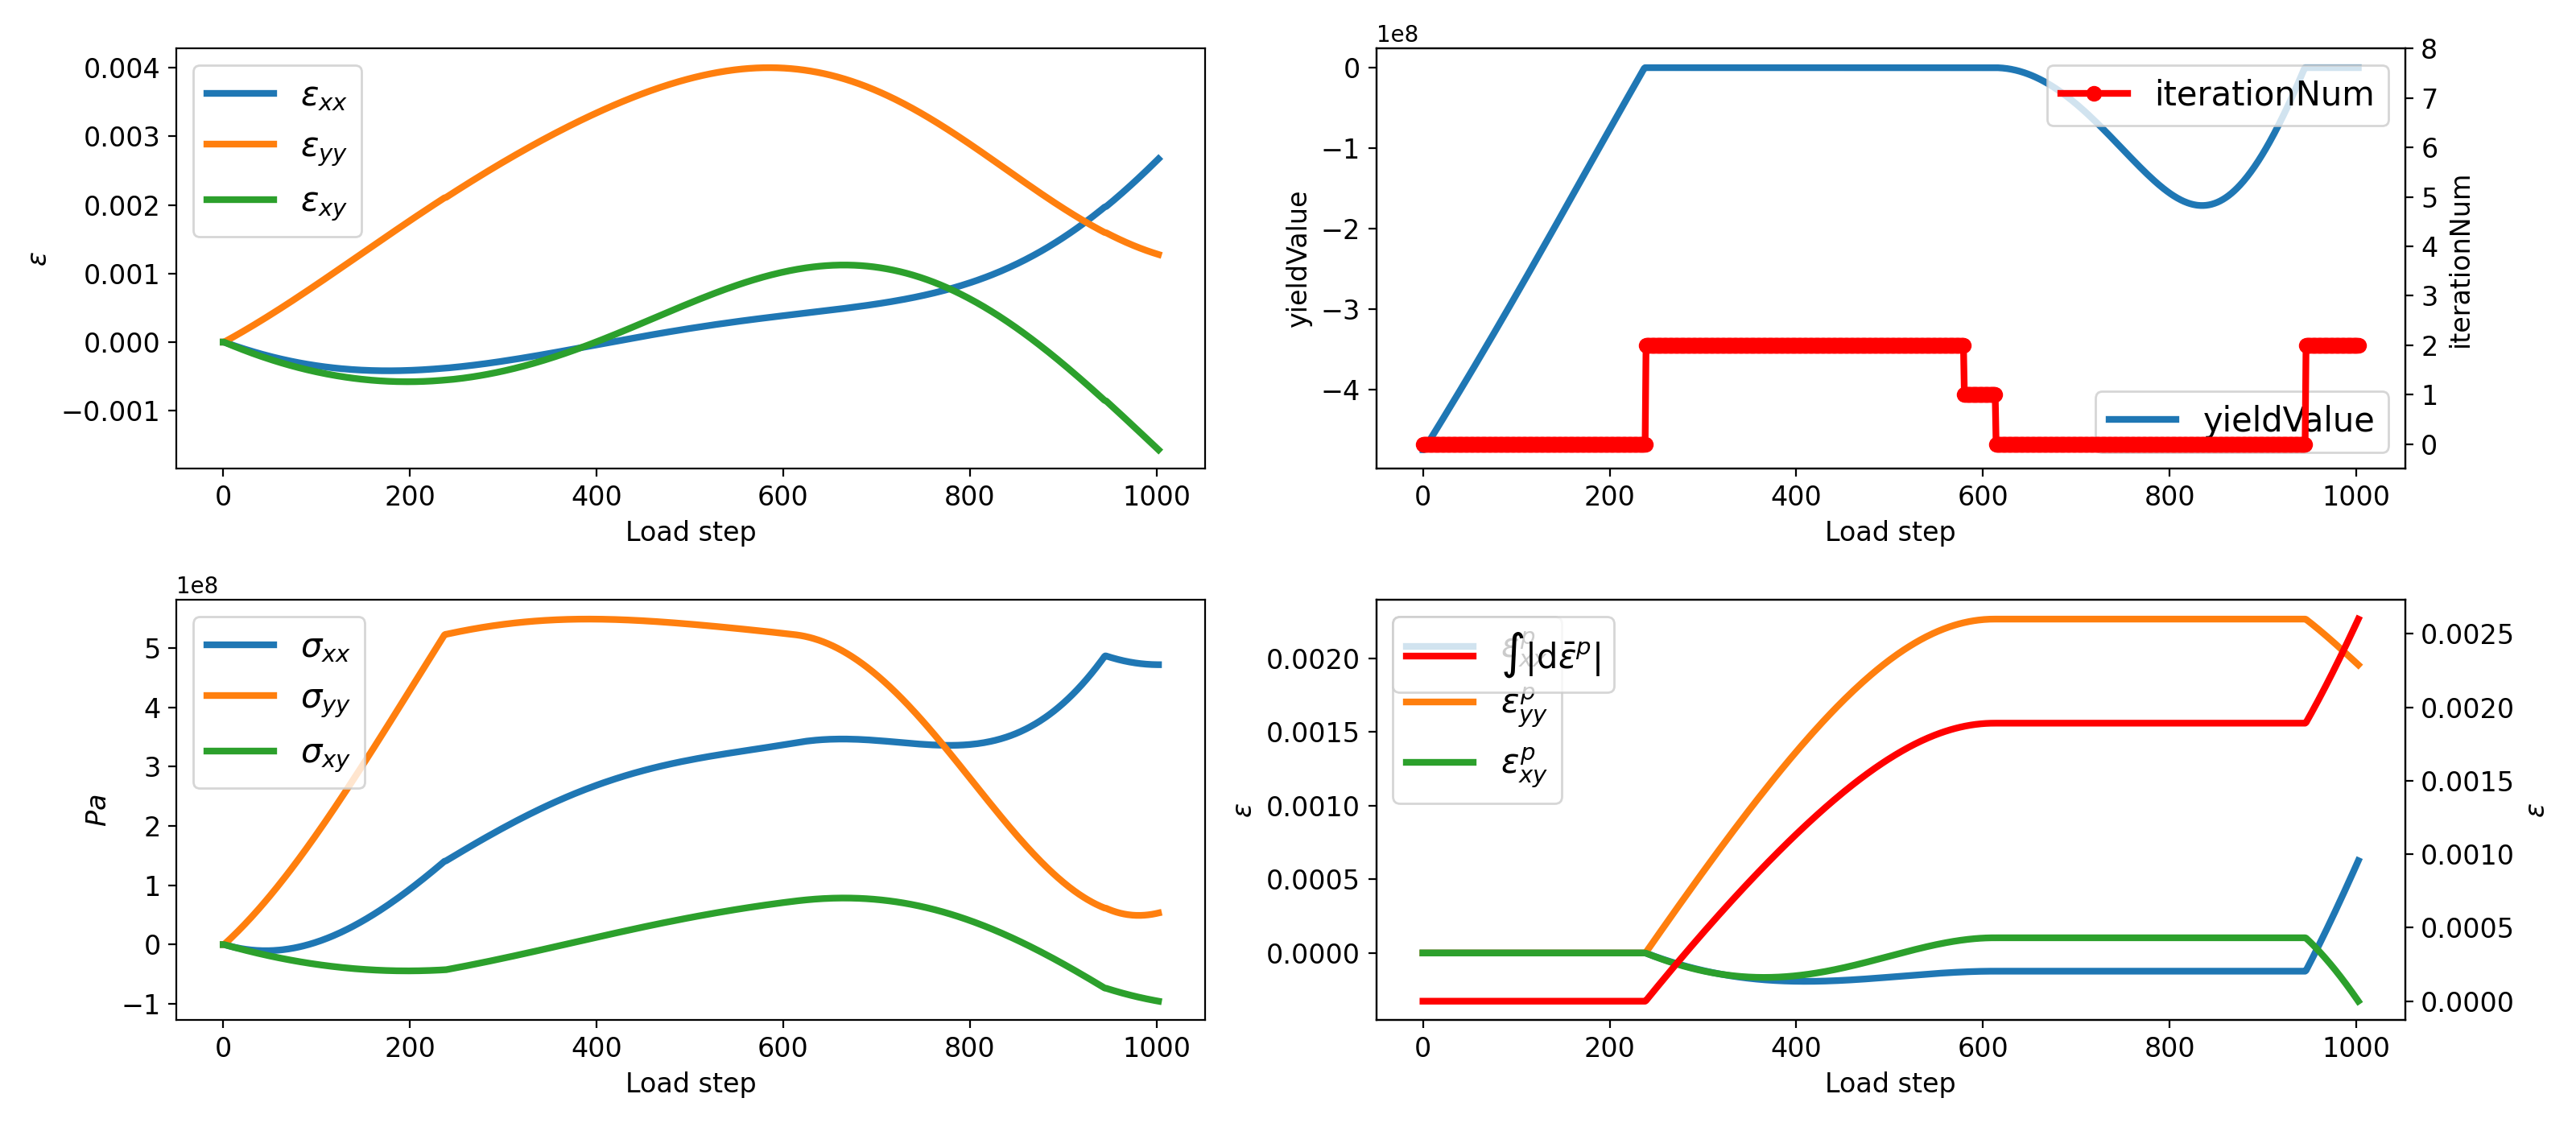 0.004
0.003
0.002
0.001
0.000
−0.001
ε
ε_xx
ε_yy
ε_xy
0 200 400 600 800 1000
Load step
1e8
0
−1
−2
−3
−4
yieldValue
iterationNum
yieldValue
8
7
6
5
4
3
2
1
0
iterationNum
0 200 400 600 800 1000
Load step
1e8
5
4
3
2
1
0
−1
Pa
σ_xx
σ_yy
σ_xy
0 200 400 600 800 1000
Load step
0.0020
0.0015
0.0010
0.0005
0.0000
ε
ε^p_xx
∫|dε̄^p|
ε^p_yy
ε^p_xy
0.0025
0.0020
0.0015
0.0010
0.0005
0.0000
ε
0 200 400 600 800 1000
Load step